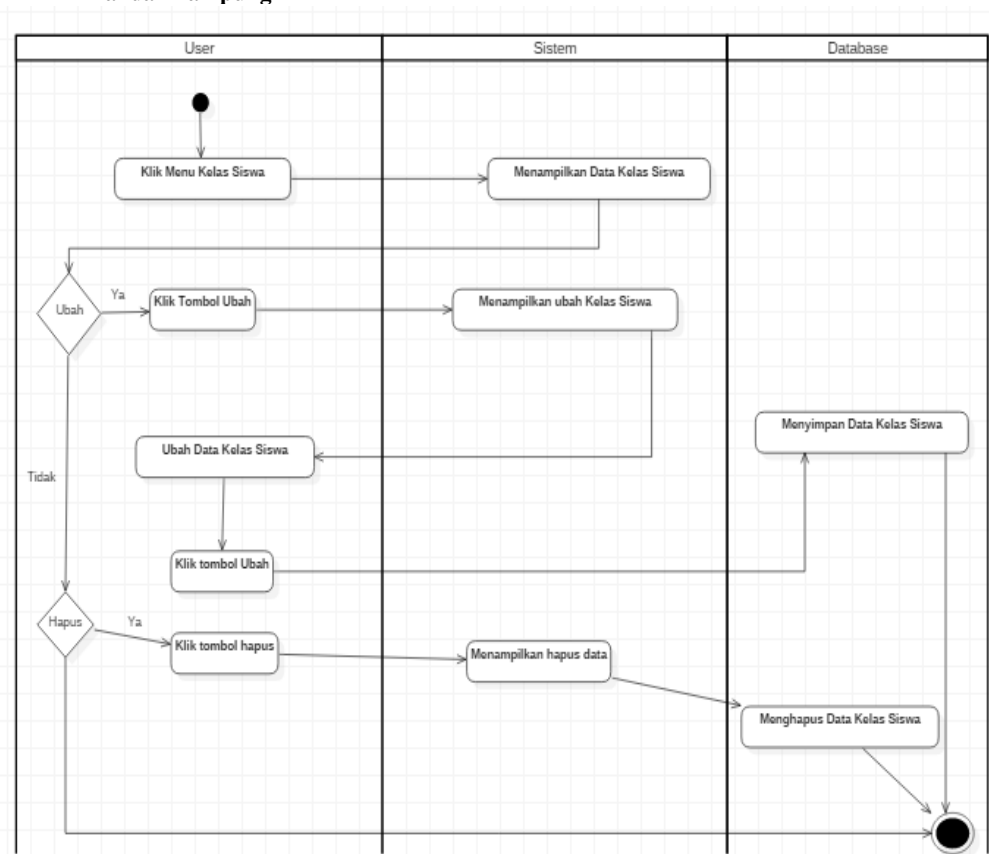 User
Sistem
Database
Klik Menu Kelas Siswa
Menampilkan Data Kelas Siswa
Ubah
Ya
Klik Tombol Ubah
Menampilkan ubah Kelas Siswa
Menyimpan Data Kelas Siswa
Ubah Data Kelas Siswa
Tidak
Klik tombol Ubah
Hapus
Ya
Klik tombol hapus
Menampilkan hapus data
Menghapus Data Kelas Siswa